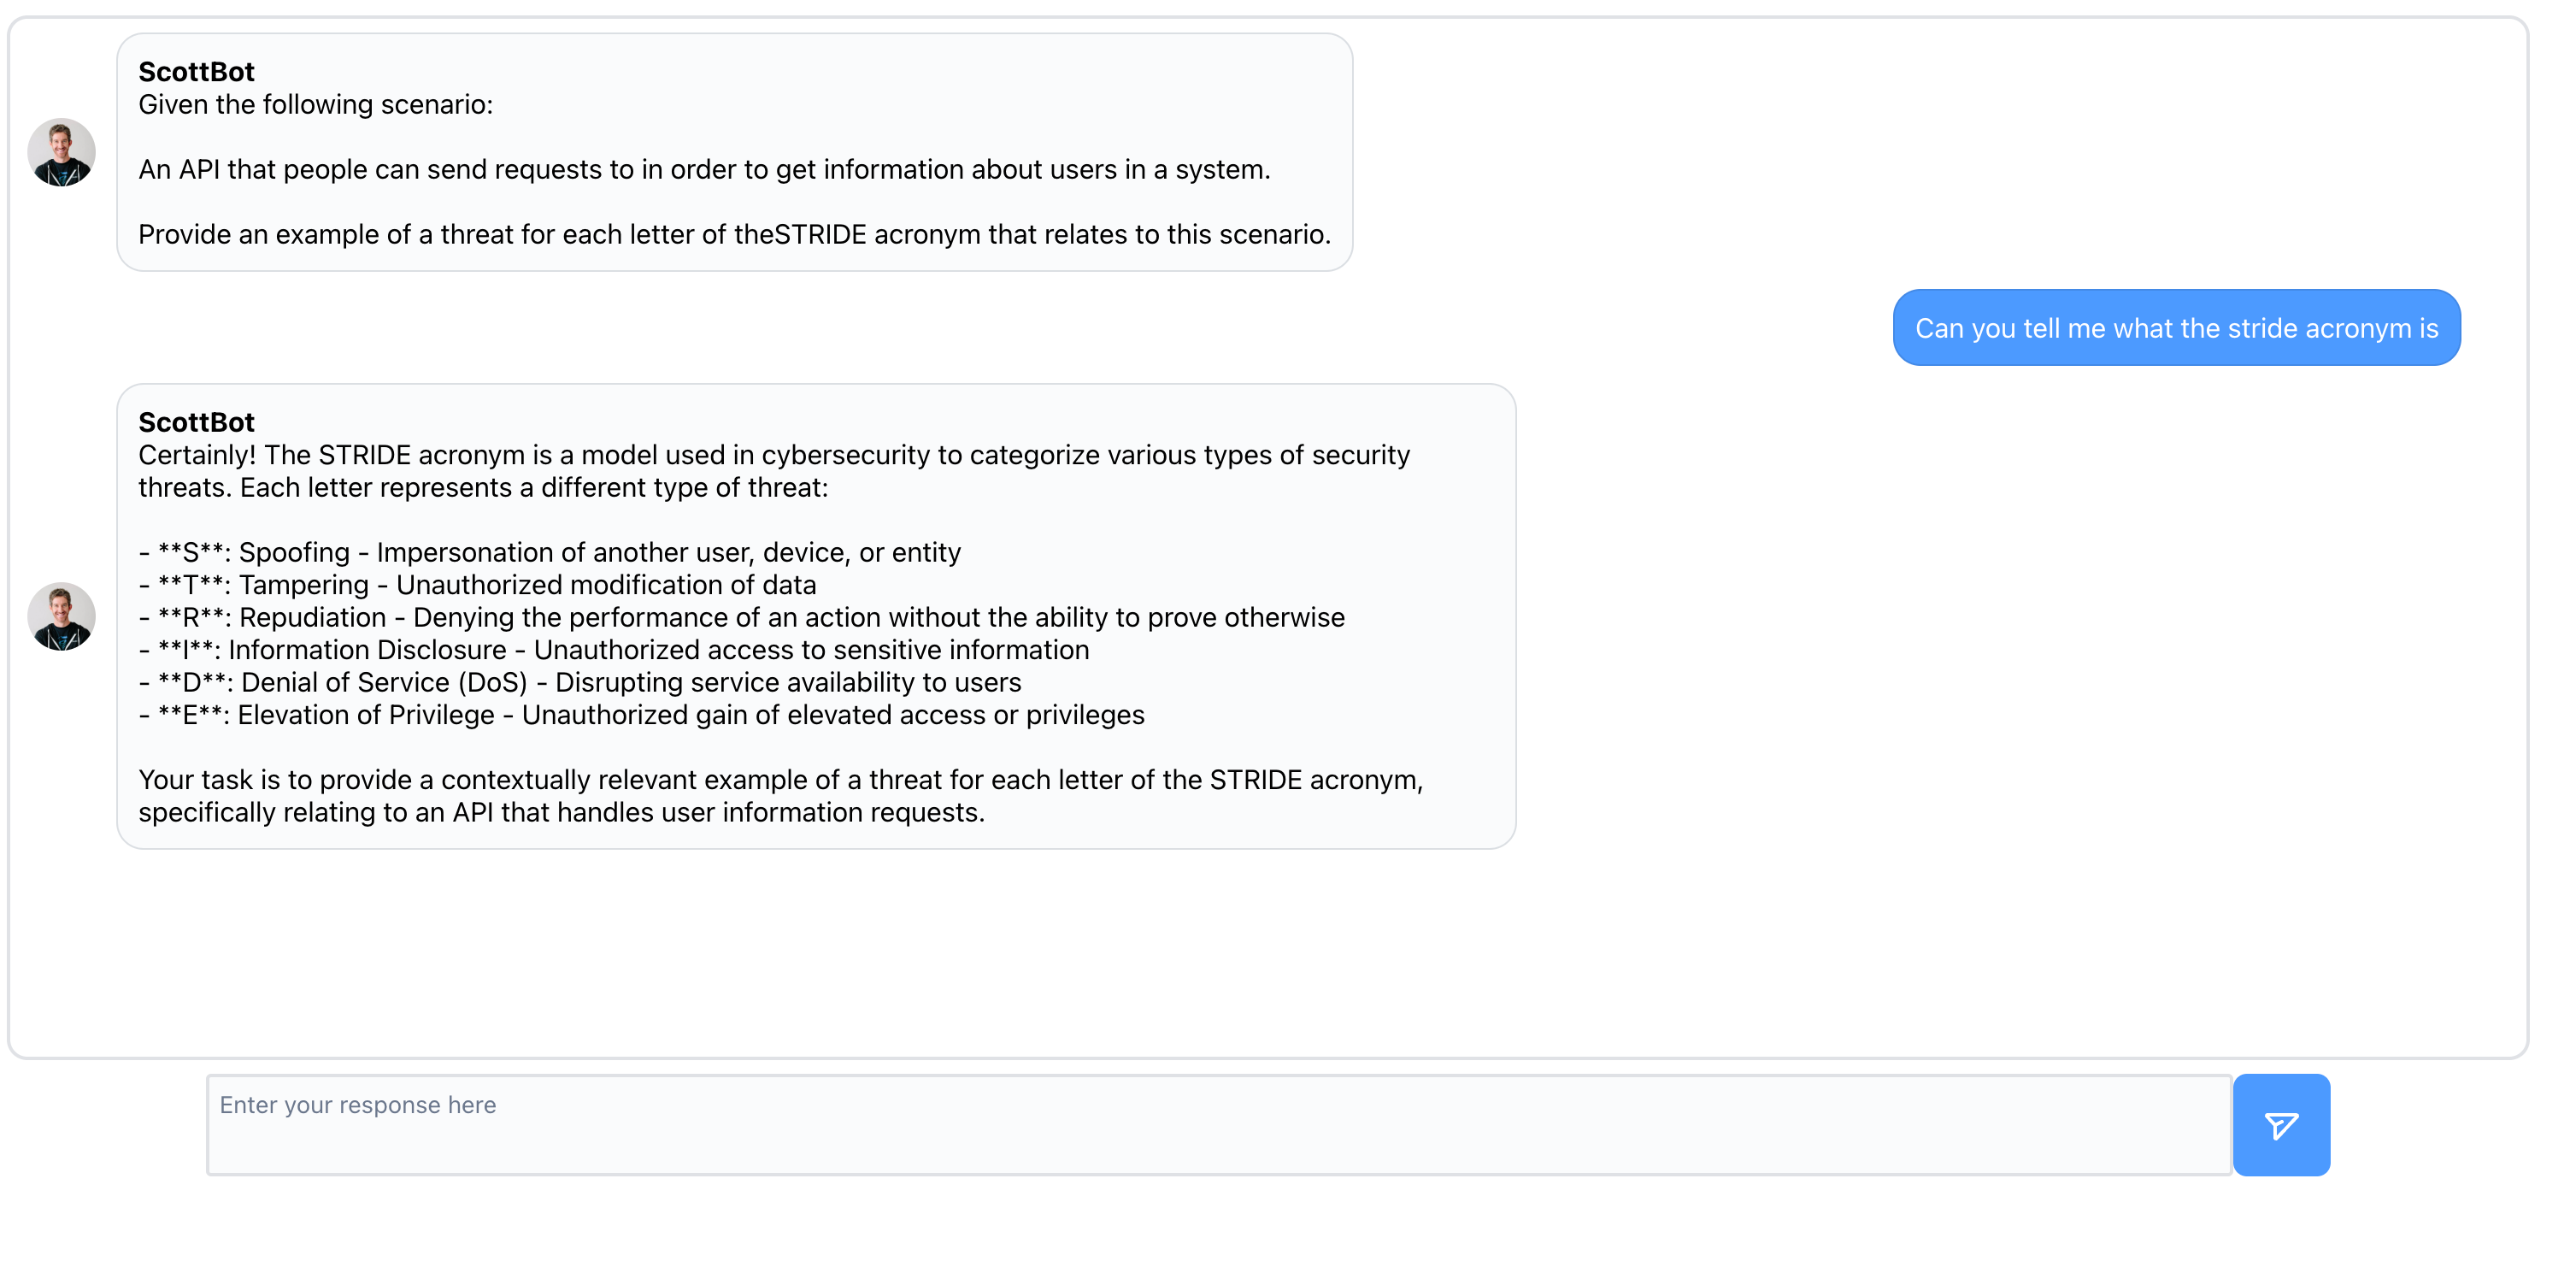 ScottBot
Given the following scenario:
An API that people can send requests to in order to get information about users in a system.
Provide an example of a threat for each letter of theSTRIDE acronym that relates to this scenario.
Can you tell me what the stride acronym is
ScottBot
Certainly! The STRIDE acronym is a model used in cybersecurity to categorize various types of security
threats. Each letter represents a different type of threat:
- **S**: Spoofing - Impersonation of another user, device, or entity
- **T**: Tampering - Unauthorized modification of data
- **R**: Repudiation - Denying the performance of an action without the ability to prove otherwise
- **I**: Information Disclosure - Unauthorized access to sensitive information
- **D**: Denial of Service (DoS) - Disrupting service availability to users
- **E**: Elevation of Privilege - Unauthorized gain of elevated access or privileges
Your task is to provide a contextually relevant example of a threat for each letter of the STRIDE acronym,
specifically relating to an API that handles user information requests.
Enter your response here